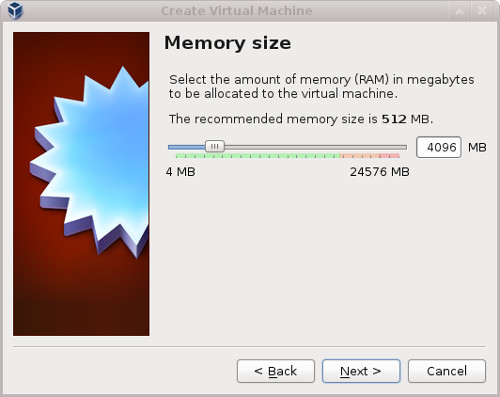 Create Virtual Machine
Memory size
Select the amount of memory (RAM) in megabytes
to be allocated to the virtual machine.
The recommended memory size is 512 MB.
4096 MB
4 MB 24576 MB
< Back Next > Cancel